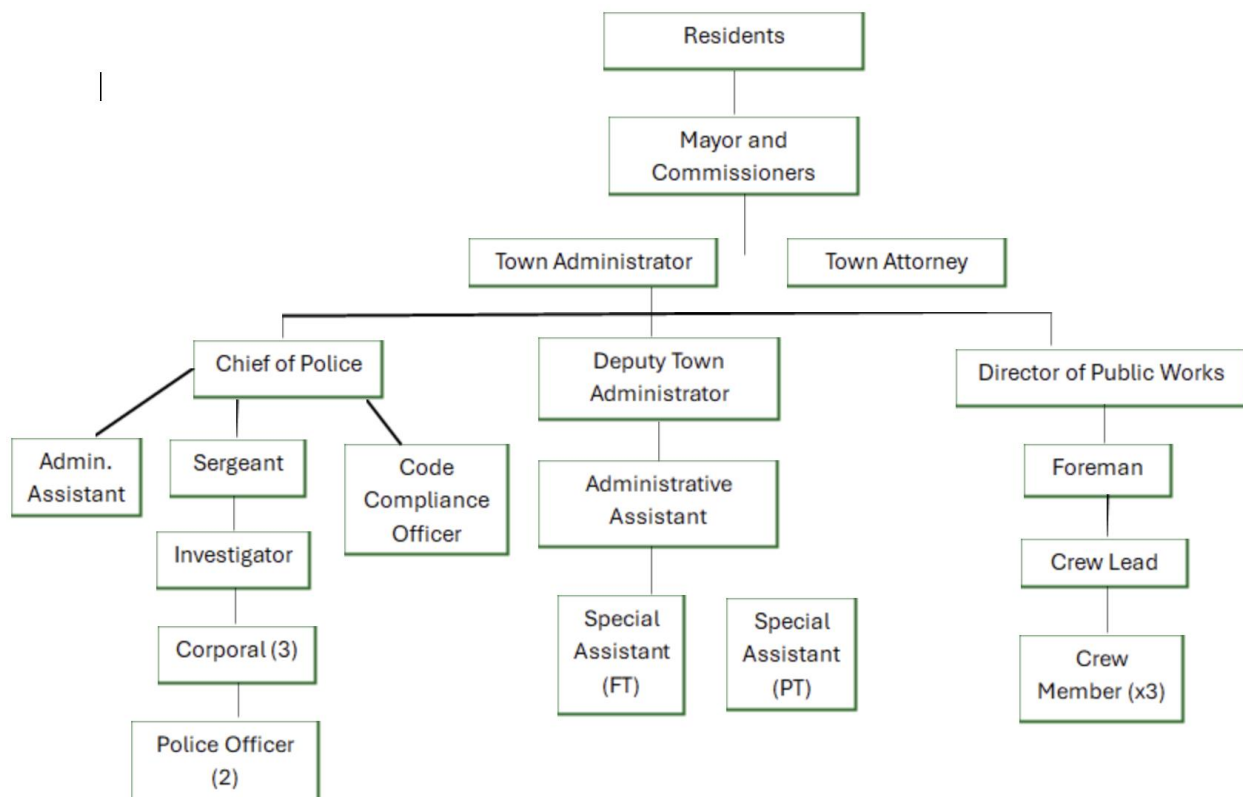 Residents
Mayor and
Commissioners
Town Administrator
Town Attorney
Chief of Police
Deputy Town
Administrator
Director of Public Works
Admin.
Assistant
Sergeant
Code
Compliance
Officer
Administrative
Assistant
Foreman
Investigator
Crew Lead
Corporal (3)
Special
Assistant
(FT)
Special
Assistant
(PT)
Crew
Member (x3)
Police Officer
(2)